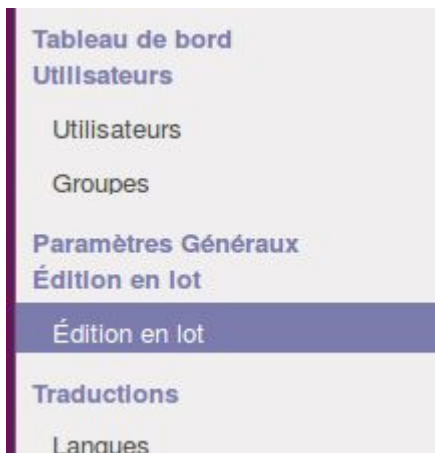 Tableau de bord
Utilisateurs
Utilisateurs
Groupes
Paramètres Généraux
Édition en lot
Édition en lot
Traductions
Langues